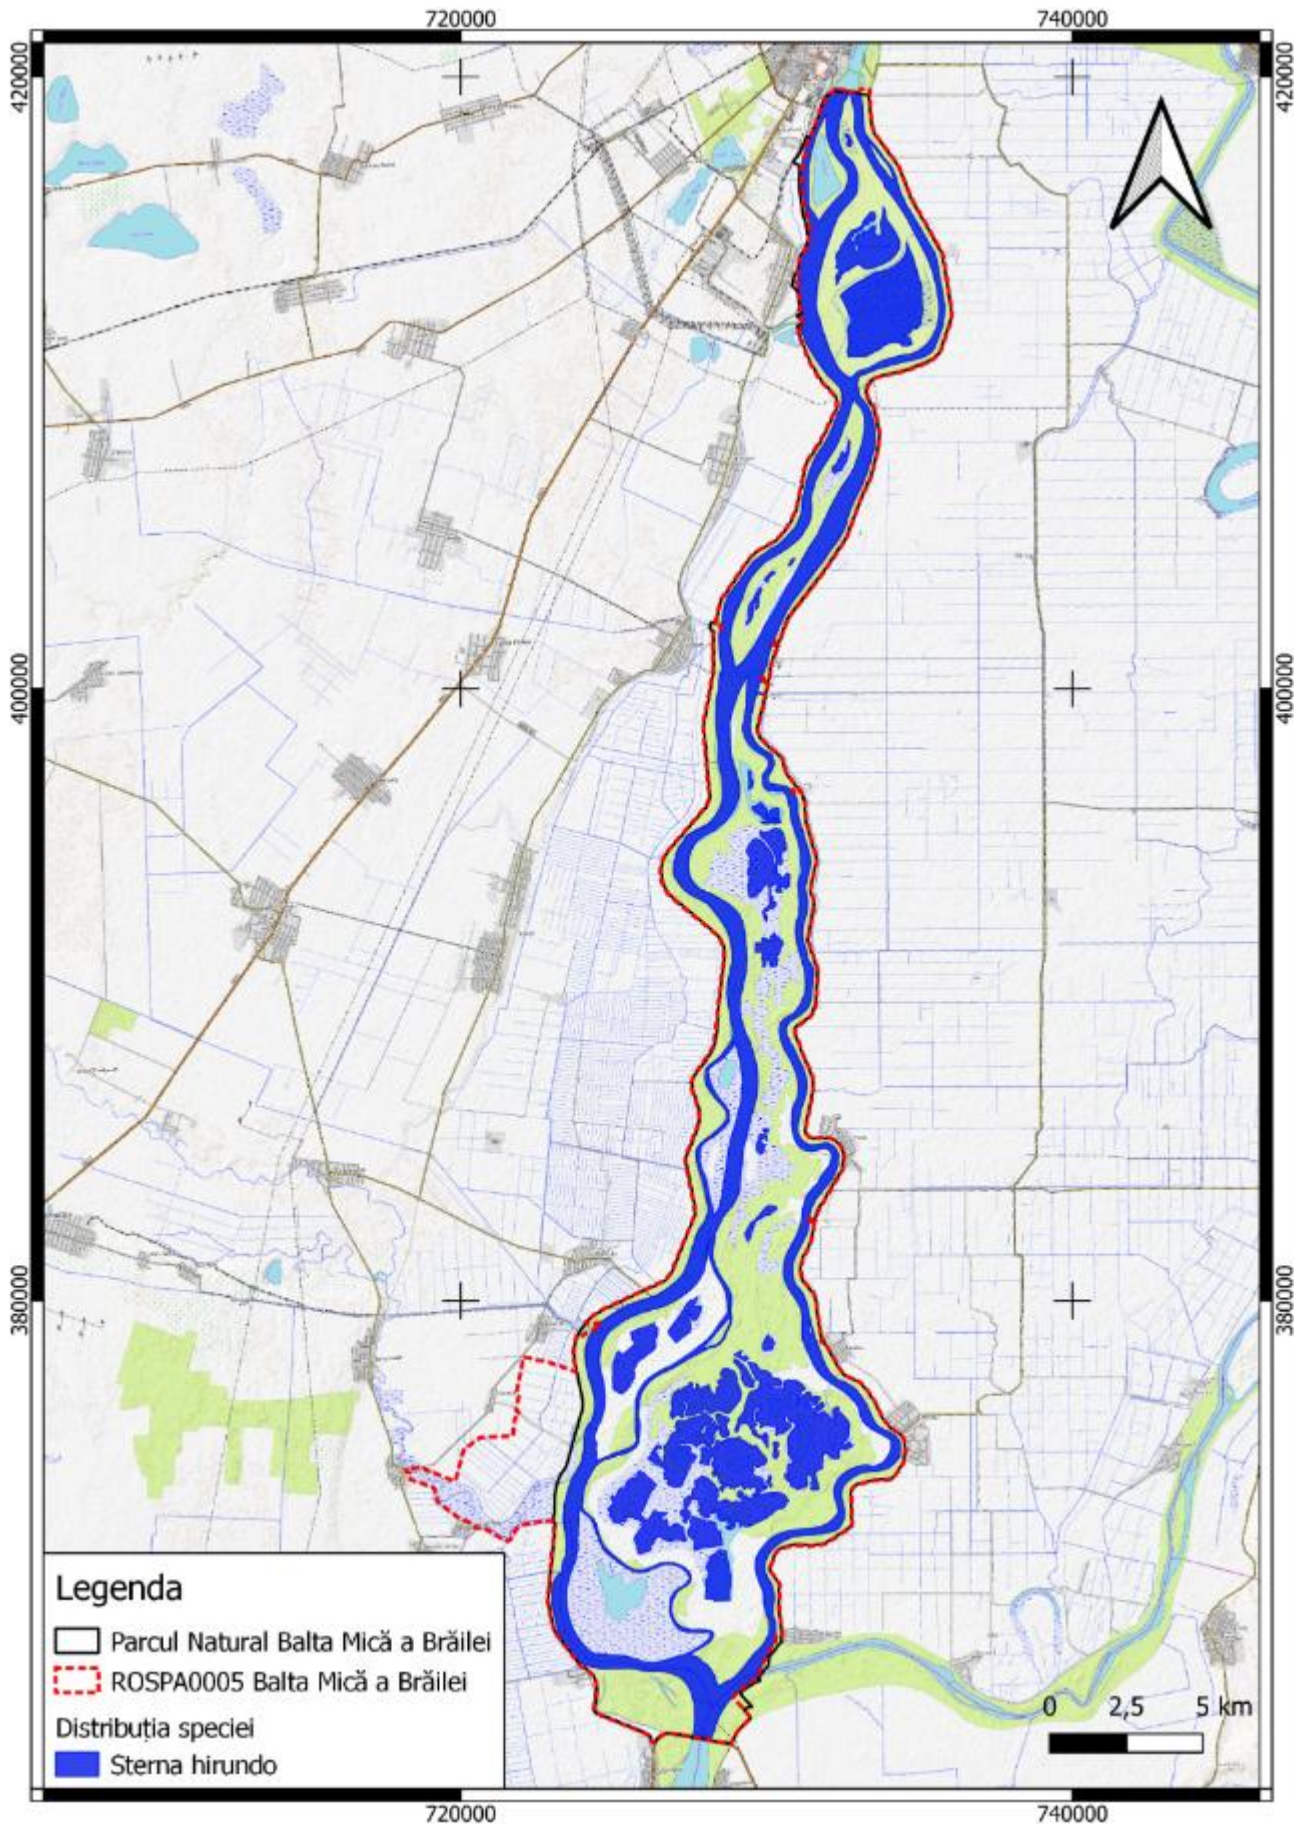 720000 740000
420000 420000
400000 400000
380000 380000
Legenda
Parcul Natural Balta Mică a Brăilei
ROSPA0005 Balta Mică a Brăilei
Distribuția speciei
Sterna hirundo
0 2,5 5 km
720000 740000